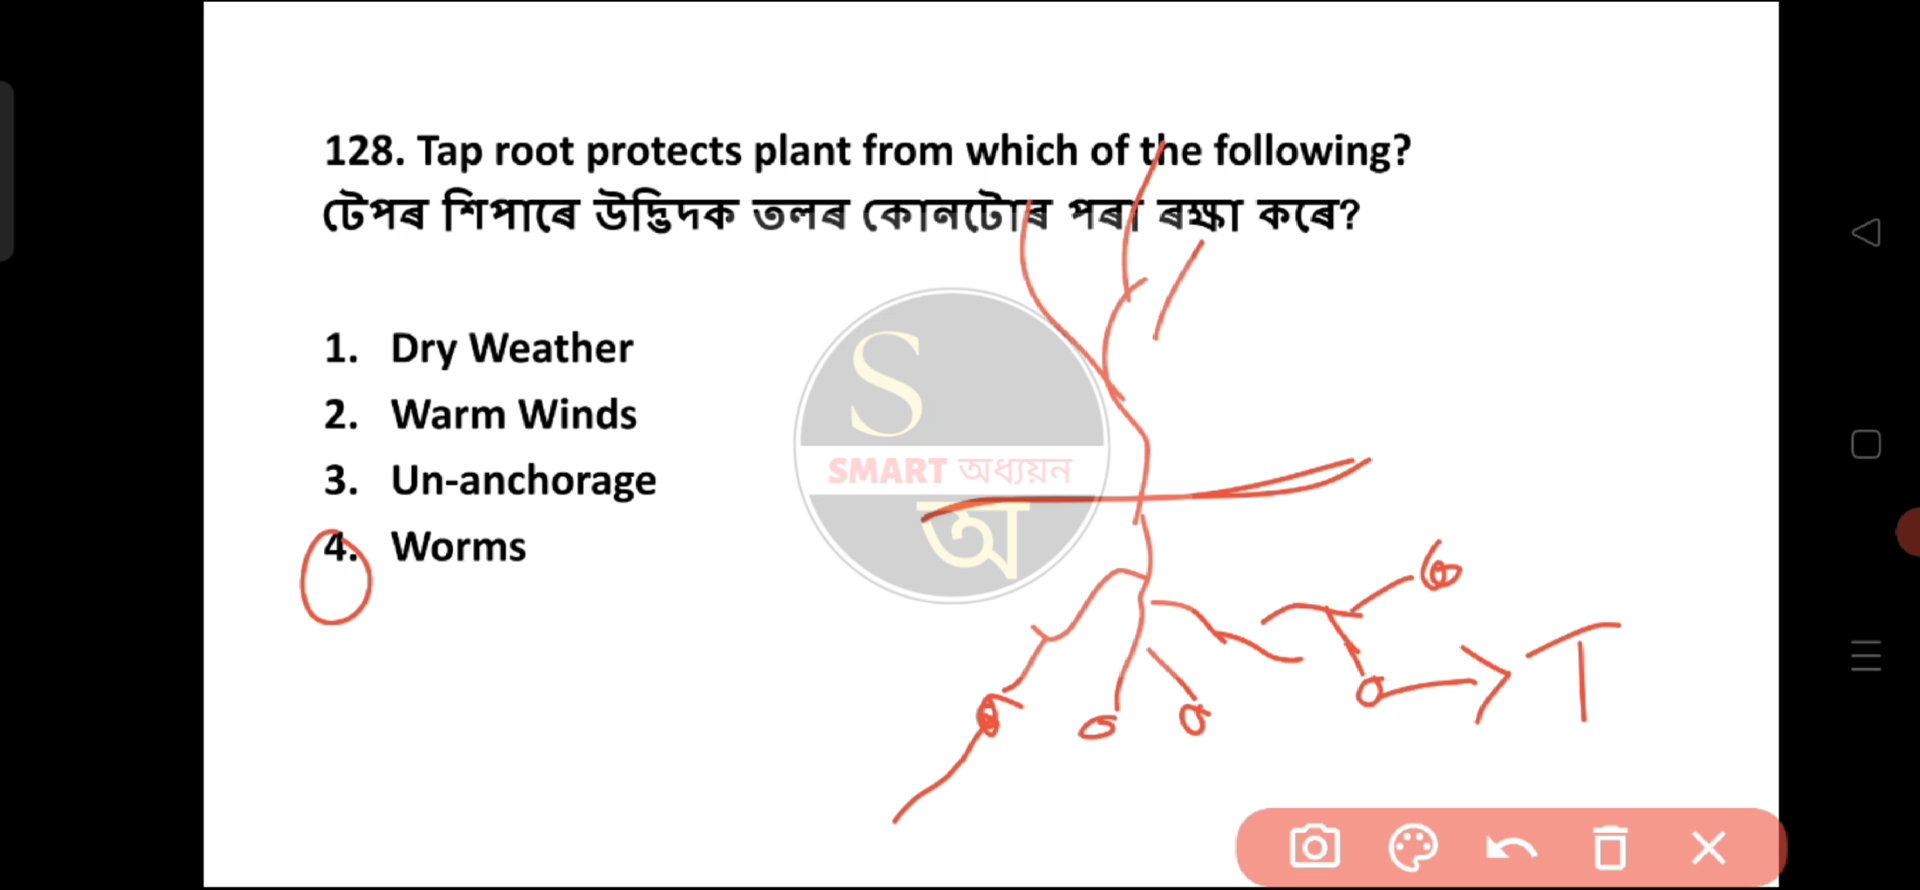 128. Tap root protects plant from which of the following?
টেপৰ শিপাৰে উদ্ভিদক তলৰ কোনটোৰ পৰা ৰক্ষা কৰে?
1. Dry Weather
2. Warm Winds
3. Un-anchorage
4. Worms
S
SMART অধ্যয়ন
অ
T